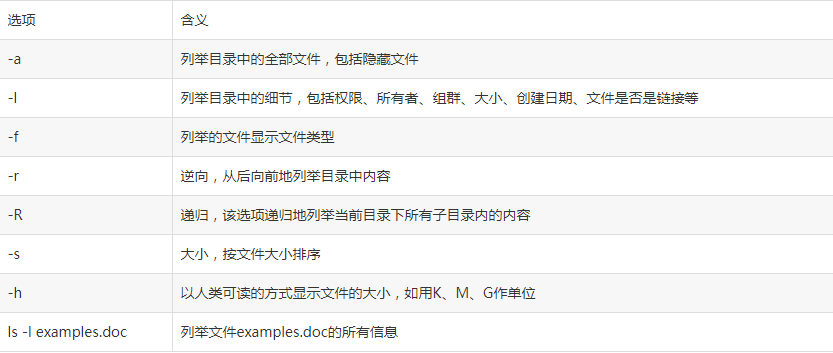 选项 含义
-a 列举目录中的全部文件，包括隐藏文件
-l 列举目录中的细节，包括权限、所有者、组群、大小、创建日期、文件是否是链接等
-f 列举的文件显示文件类型
-r 逆向，从后向前地列举目录中内容
-R 递归，该选项递归地列举当前目录下所有子目录内的内容
-s 大小，按文件大小排序
-h 以人类可读的方式显示文件的大小，如用K、M、G作单位
ls -l examples.doc 列举文件examples.doc的所有信息